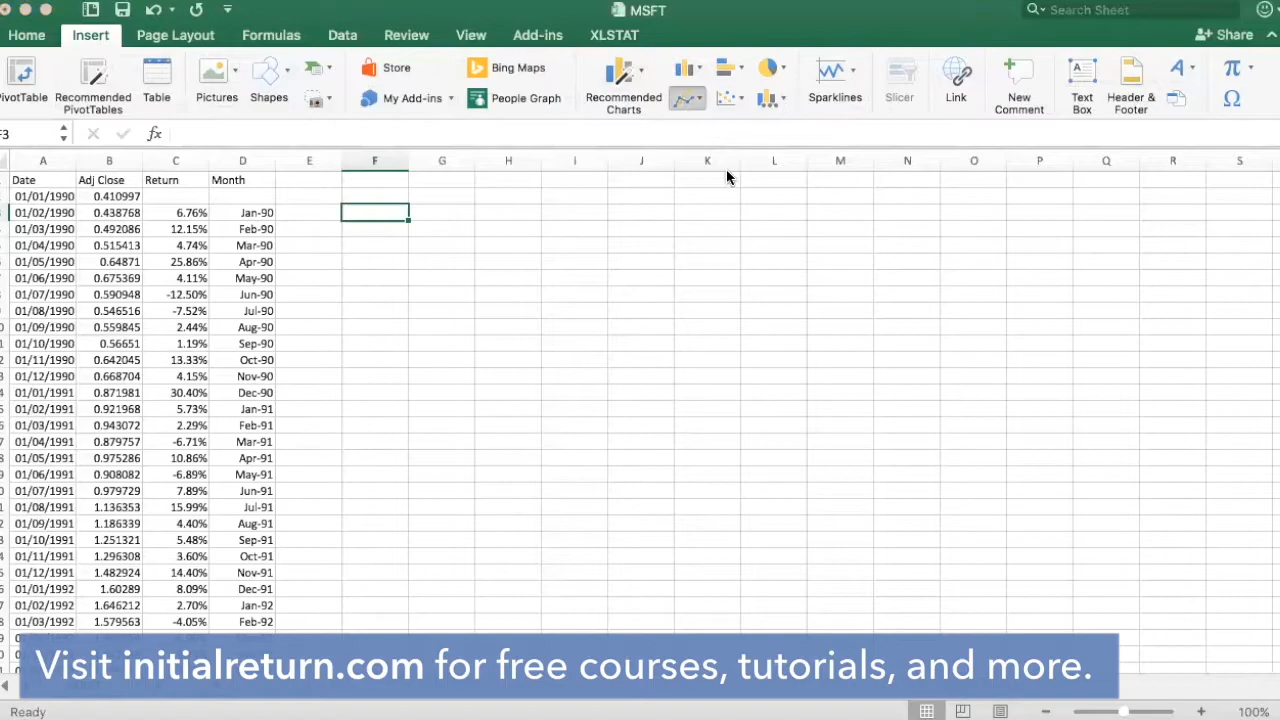 MSFT
Search Sheet
Home Insert Page Layout Formulas Data Review View Add-ins XLSTAT Share
Store Bing Maps
PivotTable Recommended PivotTables Table Pictures Shapes My Add-ins People Graph Recommended Charts Sparklines Slicer Link New Comment Text Box Header & Footer
F3 fx
A B C D E F G H I J K L M N O P Q R S
Date Adj Close Return Month
01/01/1990 0.410997
01/02/1990 0.438768 6.76% Jan-90
01/03/1990 0.492086 12.15% Feb-90
01/04/1990 0.515413 4.74% Mar-90
01/05/1990 0.64871 25.86% Apr-90
01/06/1990 0.675369 4.11% May-90
01/07/1990 0.590948 -12.50% Jun-90
01/08/1990 0.546516 -7.52% Jul-90
01/09/1990 0.559845 2.44% Aug-90
01/10/1990 0.56651 1.19% Sep-90
01/11/1990 0.642045 13.33% Oct-90
01/12/1990 0.668704 4.15% Nov-90
01/01/1991 0.871981 30.40% Dec-90
01/02/1991 0.921968 5.73% Jan-91
01/03/1991 0.943072 2.29% Feb-91
01/04/1991 0.879757 -6.71% Mar-91
01/05/1991 0.975286 10.86% Apr-91
01/06/1991 0.908082 -6.89% May-91
01/07/1991 0.979729 7.89% Jun-91
01/08/1991 1.136353 15.99% Jul-91
01/09/1991 1.186339 4.40% Aug-91
01/10/1991 1.251321 5.48% Sep-91
01/11/1991 1.296308 3.60% Oct-91
01/12/1991 1.482924 14.40% Nov-91
01/01/1992 1.60289 8.09% Dec-91
01/02/1992 1.646212 2.70% Jan-92
01/03/1992 1.579563 -4.05% Feb-92
Visit initialreturn.com for free courses, tutorials, and more.
Ready 100%